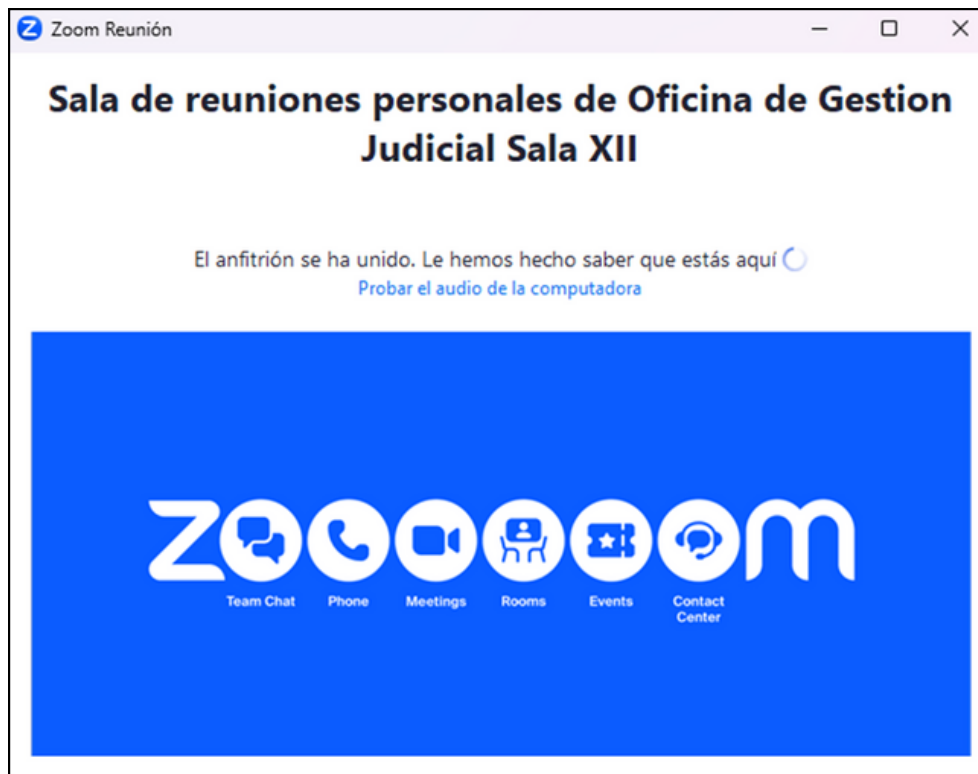 Zoom Reunión
Sala de reuniones personales de Oficina de Gestion
Judicial Sala XII
El anfitrión se ha unido. Le hemos hecho saber que estás aquí
Probar el audio de la computadora
zoooooom
Team Chat
Phone
Meetings
Rooms
Events
Contact
Center